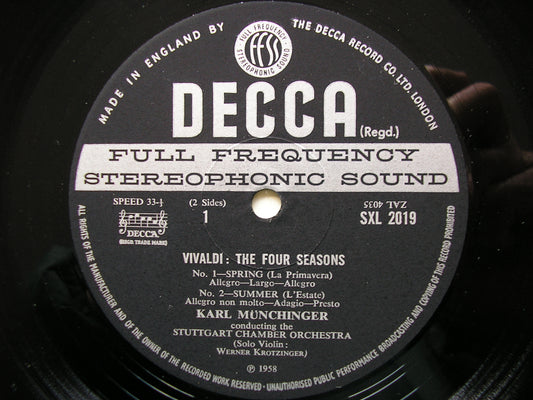 MADE IN ENGLAND BY
THE DECCA RECORD CO. LTD. LONDON
FULL FREQUENCY
ffss
STEREOPHONIC SOUND
DECCA (Regd.)
FULL FREQUENCY
STEREOPHONIC SOUND
SPEED 33-⅓ (2 Sides) ZAL 4035
1 SXL 2019
DECCA
(REGD. TRADE MARK)
VIVALDI: THE FOUR SEASONS
No. 1—SPRING (La Primavera)
Allegro—Largo—Allegro
No. 2—SUMMER (L'Estate)
Allegro non molto—Adagio—Presto
KARL MUNCHINGER
conducting the
STUTTGART CHAMBER ORCHESTRA
(Solo Violin:
WERNER KROTZINGER)
℗ 1958
ALL RIGHTS OF THE MANUFACTURER AND OF THE OWNER OF THE RECORDED WORK RESERVED · UNAUTHORISED PUBLIC PERFORMANCE BROADCASTING AND COPYING OF THIS RECORD PROHIBITED